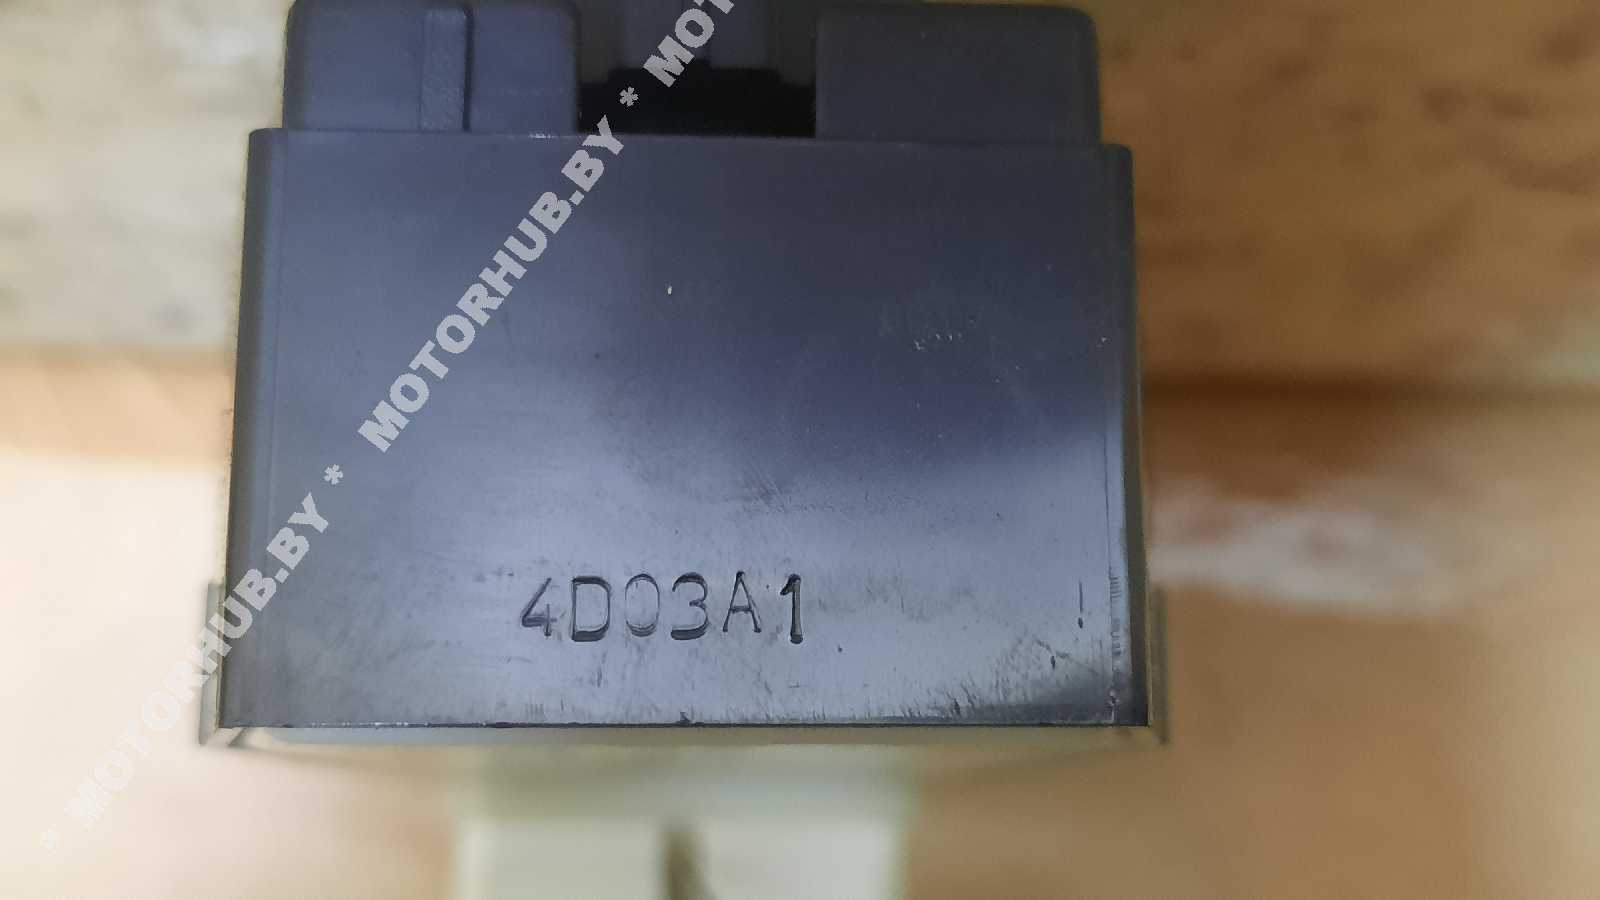 * MOTORHUB.BY * MOTORHUB.BY * MOT
4D03A1